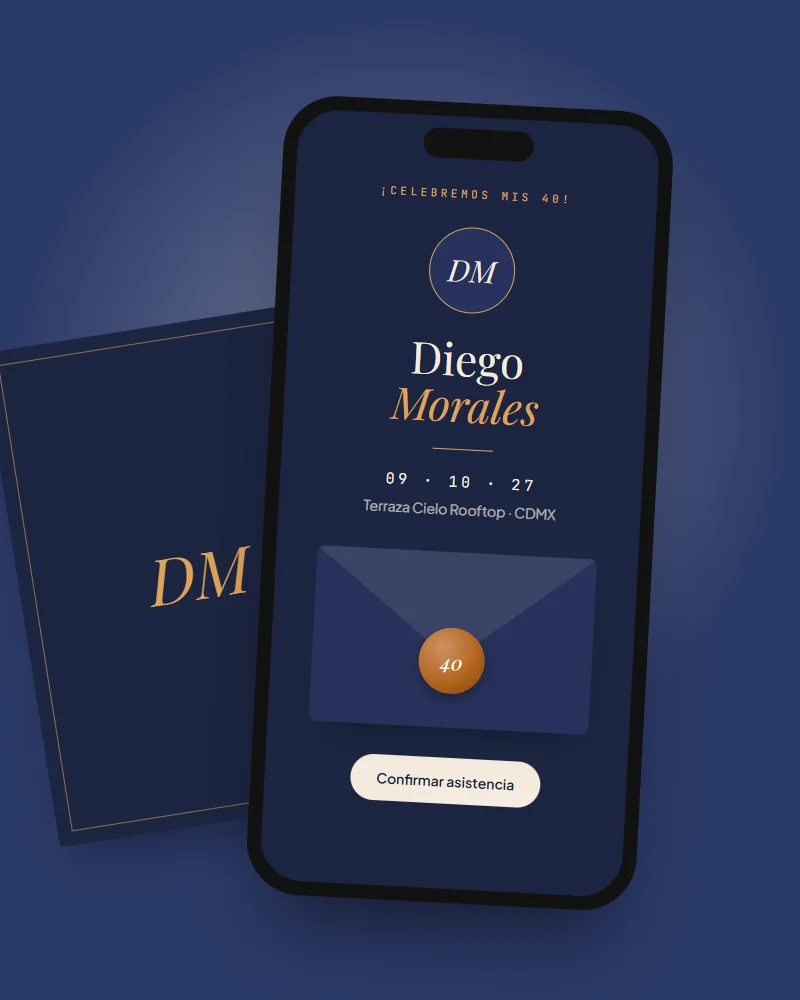 ¡CELEBREMOS MIS 40!
DM
Diego
Morales
09 · 10 · 27
Terraza Cielo Rooftop · CDMX
40
Confirmar asistencia
DM